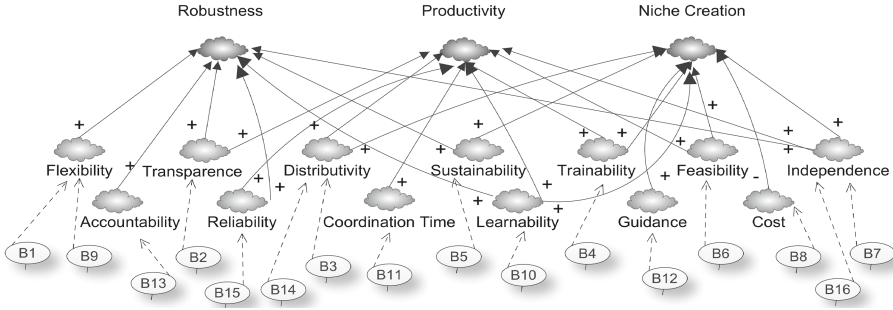 Robustness Productivity Niche Creation
+ + + + + + + + + + +
Flexibility Transparence Distributivity Sustainability Trainability Feasibility Independence
+ + + + + + + + -
Accountability Reliability Coordination Time Learnability Guidance Cost
B1 B9 B2 B3 B5 B4 B6 B8 B7
B13 B15 B14 B11 B10 B12 B16